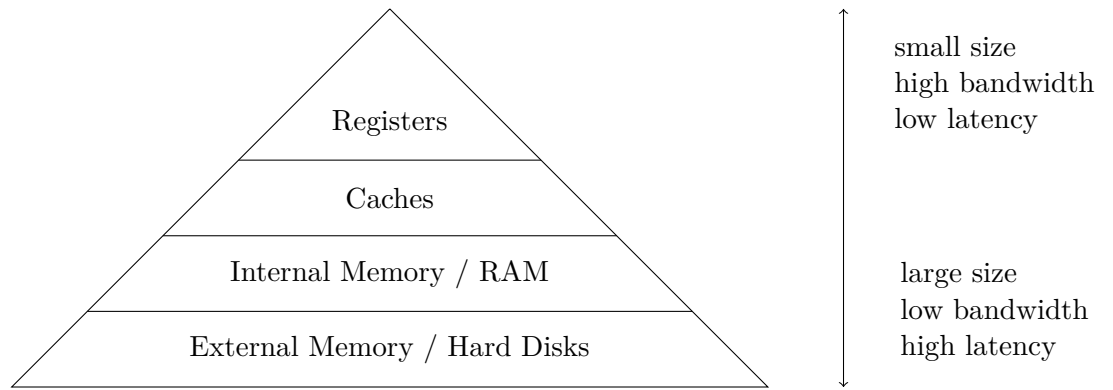 small size
high bandwidth
low latency
Registers
Caches
Internal Memory / RAM
External Memory / Hard Disks
large size
low bandwidth
high latency